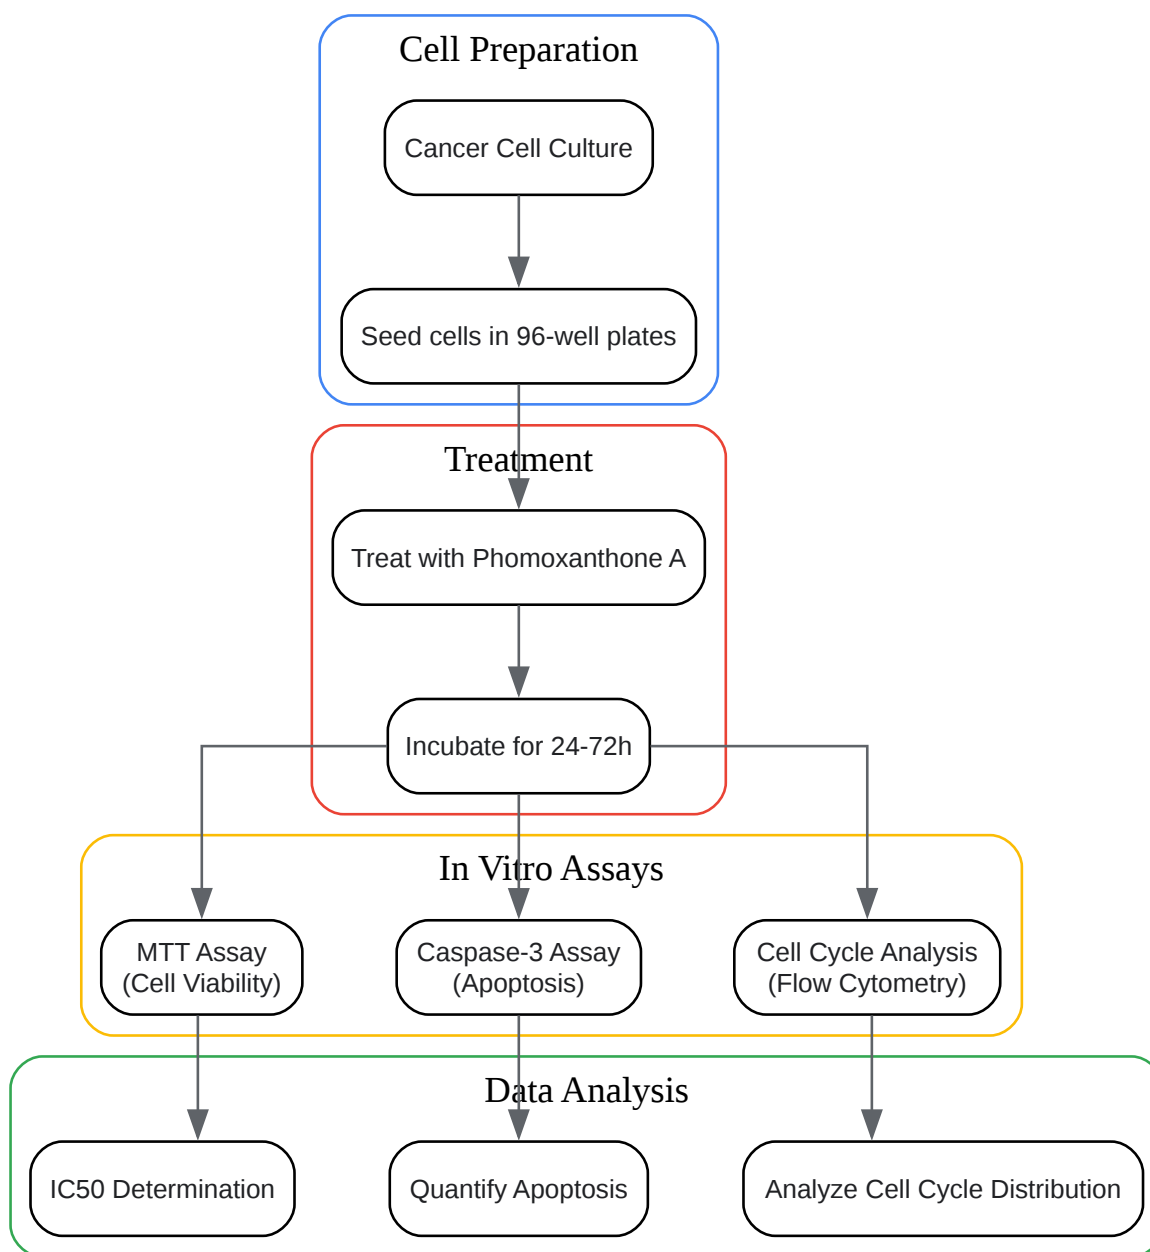 Cell Preparation
Cancer Cell Culture
Seed cells in 96-well plates
Treatment
Treat with Phomoxanthone A
Incubate for 24-72h
In Vitro Assays
MTT Assay
(Cell Viability)
Caspase-3 Assay
(Apoptosis)
Cell Cycle Analysis
(Flow Cytometry)
Data Analysis
IC50 Determination
Quantify Apoptosis
Analyze Cell Cycle Distribution